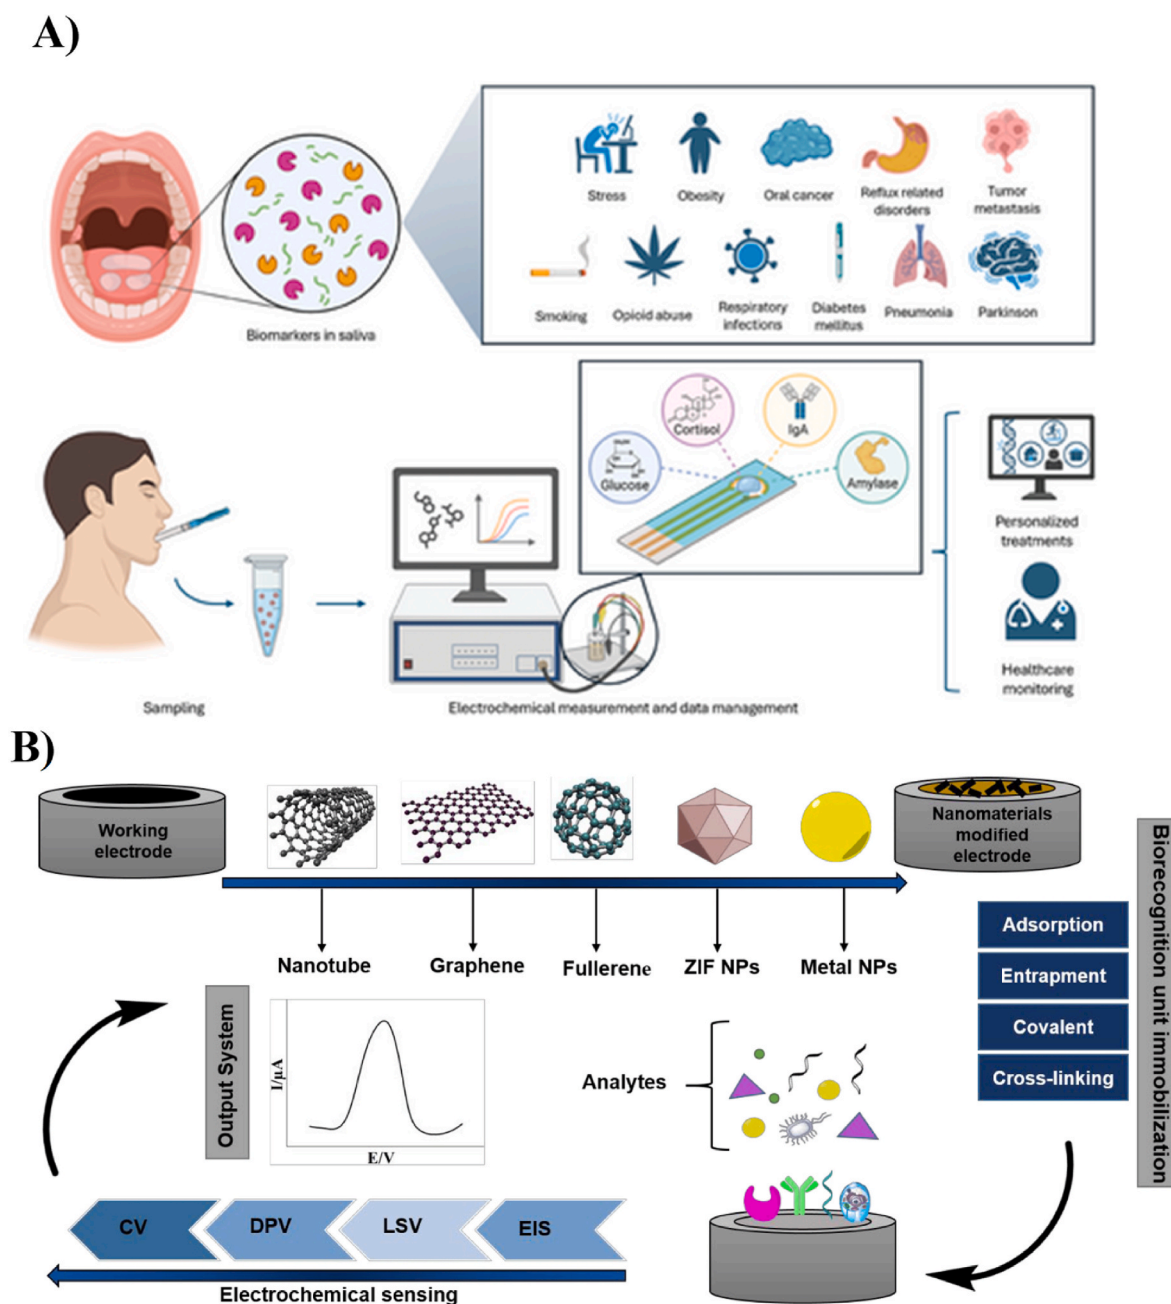 A)
Stress
Obesity
Oral cancer
Reflux related
disorders
Tumor
metastasis
Smoking
Opioid abuse
Respiratory
infections
Diabetes
mellitus
Pneumonia
Parkinson
Biomarkers in saliva
Glucose
Cortisol
IgA
Amylase
Personalized
treatments
Healthcare
monitoring
Sampling
Electrochemical measurement and data management
B)
Working
electrode
Nanomaterials
modified
electrode
Nanotube
Graphene
Fullerene
ZIF NPs
Metal NPs
Biorecognition unit immobilization
Adsorption
Entrapment
Covalent
Cross-linking
Output System
I/µA
E/V
Analytes
CV
DPV
LSV
EIS
Electrochemical sensing